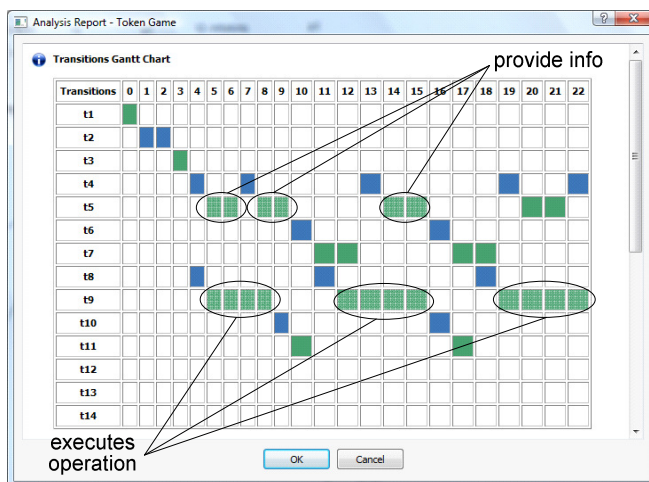 Analysis Report - Token Game
Transitions Gantt Chart
provide info
Transitions 0 1 2 3 4 5 6 7 8 9 10 11 12 13 14 15 16 17 18 19 20 21 22
t1
t2
t3
t4
t5
t6
t7
t8
t9
t10
t11
t12
t13
t14
executes
operation
OK Cancel